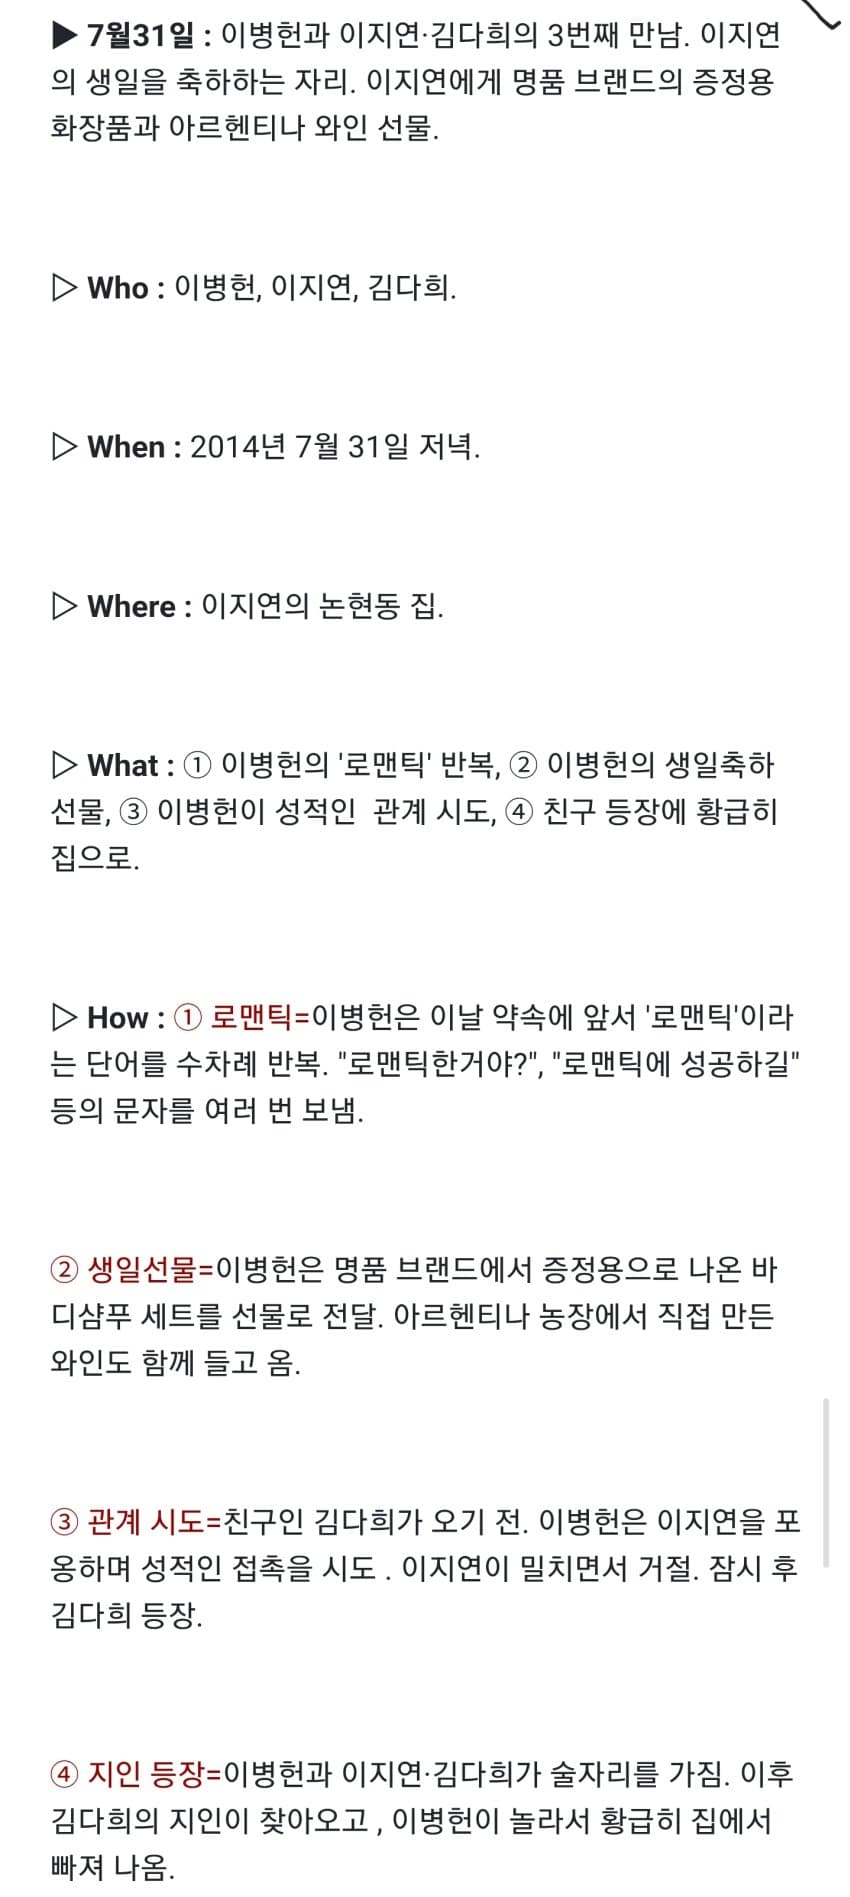 ▶ 7월31일 : 이병헌과 이지연·김다희의 3번째 만남. 이지연
의 생일을 축하하는 자리. 이지연에게 명품 브랜드의 증정용
화장품과 아르헨티나 와인 선물.
▷ Who : 이병헌, 이지연, 김다희.
▷ When : 2014년 7월 31일 저녁.
▷ Where : 이지연의 논현동 집.
▷ What : ① 이병헌의 '로맨틱' 반복, ② 이병헌의 생일축하
선물, ③ 이병헌이 성적인  관계 시도, ④ 친구 등장에 황급히
집으로.
▷ How : ① 로맨틱=이병헌은 이날 약속에 앞서 '로맨틱'이라
는 단어를 수차례 반복. "로맨틱한거야?", "로맨틱에 성공하길"
등의 문자를 여러 번 보냄.
② 생일선물=이병헌은 명품 브랜드에서 증정용으로 나온 바
디샴푸 세트를 선물로 전달. 아르헨티나 농장에서 직접 만든
와인도 함께 들고 옴.
③ 관계 시도=친구인 김다희가 오기 전. 이병헌은 이지연을 포
옹하며 성적인 접촉을 시도 . 이지연이 밀치면서 거절. 잠시 후
김다희 등장.
④ 지인 등장=이병헌과 이지연·김다희가 술자리를 가짐. 이후
김다희의 지인이 찾아오고 , 이병헌이 놀라서 황급히 집에서
빠져 나옴.